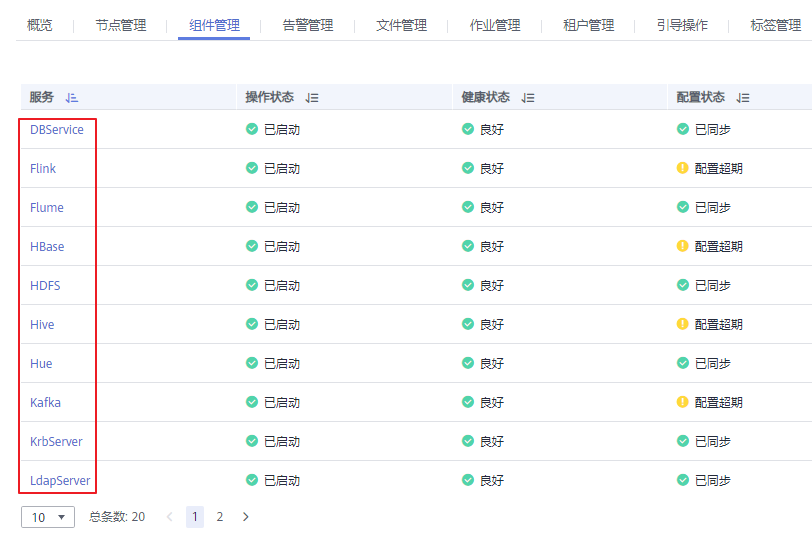 概览 节点管理 组件管理 告警管理 文件管理 作业管理 租户管理 引导操作 标签管理
服务 操作状态 健康状态 配置状态
DBService 已启动 良好 已同步
Flink 已启动 良好 配置超期
Flume 已启动 良好 已同步
HBase 已启动 良好 配置超期
HDFS 已启动 良好 已同步
Hive 已启动 良好 配置超期
Hue 已启动 良好 已同步
Kafka 已启动 良好 配置超期
KrbServer 已启动 良好 已同步
LdapServer 已启动 良好 已同步
10 总条数: 20 1 2